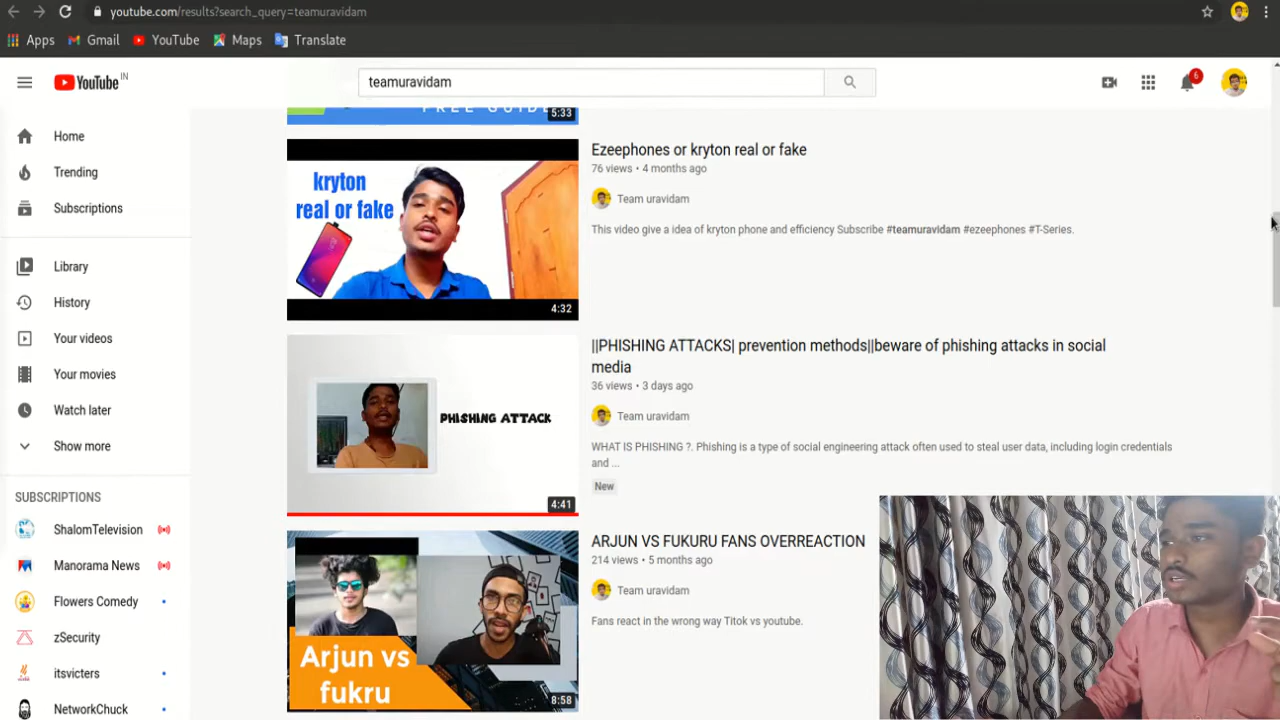 youtube.com/results?search_query=teamuravidam
Apps Gmail YouTube Maps Translate
YouTube IN
teamuravidam
6
Home
Trending
Subscriptions
Library
History
Your videos
Your movies
Watch later
Show more
SUBSCRIPTIONS
ShalomTelevision
Manorama News
Flowers Comedy
zSecurity
itsvicters
NetworkChuck
FREE GUIDE
5:33
kryton
real or fake
4:32
Ezeephones or kryton real or fake
76 views • 4 months ago
Team uravidam
This video give a idea of kryton phone and efficiency Subscribe #teamuravidam #ezeephones #T-Series.
PHISHING ATTACK
4:41
||PHISHING ATTACKS| prevention methods||beware of phishing attacks in social
media
36 views • 3 days ago
Team uravidam
WHAT IS PHISHING ?. Phishing is a type of social engineering attack often used to steal user data, including login credentials
and ...
New
Arjun vs
fukru
8:58
ARJUN VS FUKURU FANS OVERREACTION
214 views • 5 months ago
Team uravidam
Fans react in the wrong way Titok vs youtube.